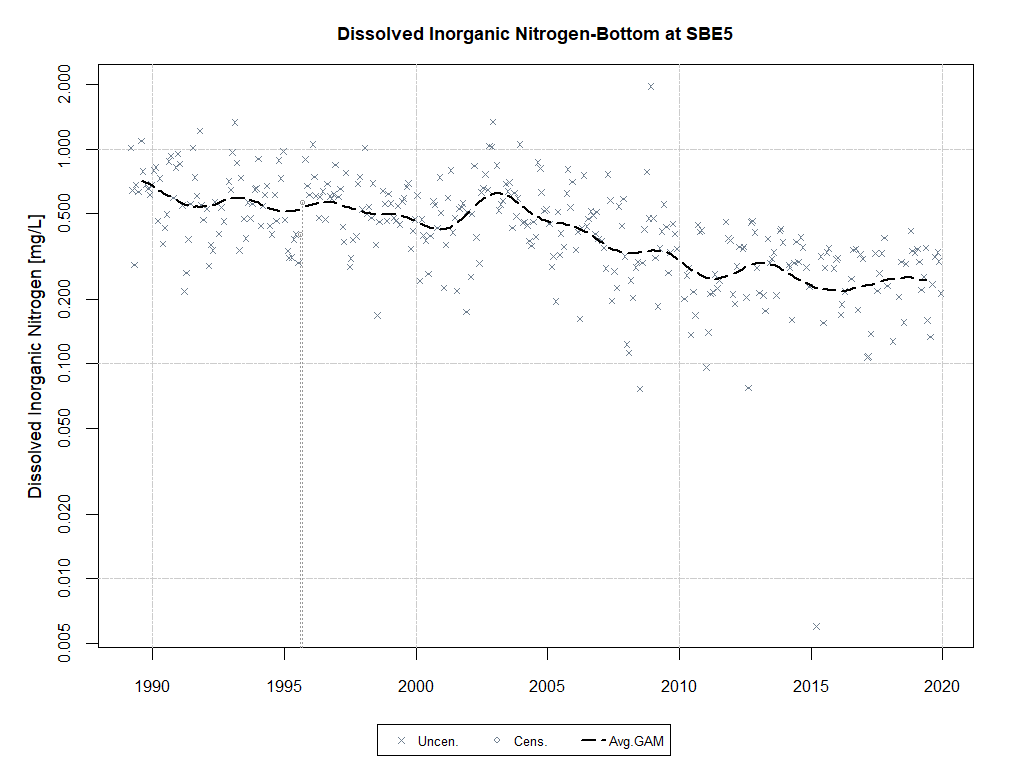 Dissolved Inorganic Nitrogen-Bottom at SBE5
Dissolved Inorganic Nitrogen [mg/L]
2.000
1.000
0.500
0.200
0.100
0.050
0.020
0.010
0.005
1990 1995 2000 2005 2010 2015 2020
Uncen. Cens. Avg.GAM